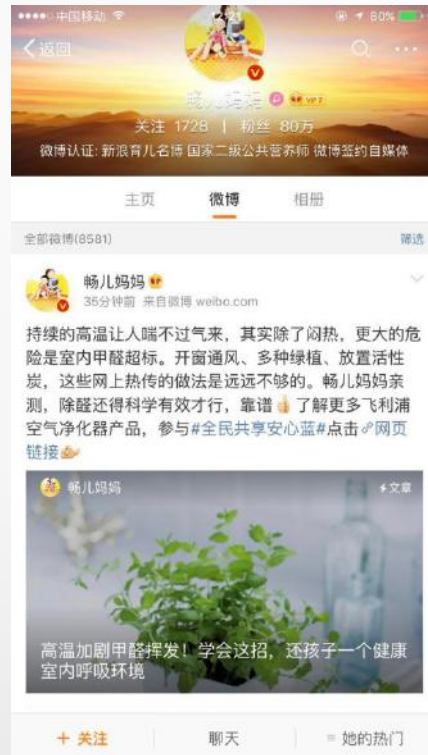 中国移动
80%
返回
畅儿妈妈
关注 1728 | 粉丝 80万
微博认证: 新浪育儿名博 国家二级公共营养师 微博签约自媒体
主页 微博 相册
全部微博(8581) 筛选
畅儿妈妈
35分钟前 来自微博 weibo.com
持续的高温让人喘不过气来，其实除了闷热，更大的危
险是室内甲醛超标。开窗通风、多种绿植、放置活性
炭，这些网上热传的做法是远远不够的。畅儿妈妈亲
测，除醛还得科学有效才行，靠谱👍了解更多飞利浦
空气净化器产品，参与#全民共享安心蓝#点击网页
链接
畅儿妈妈 文章
高温加剧甲醛挥发！学会这招，还孩子一个健康
室内呼吸环境
+ 关注 聊天 她的热门